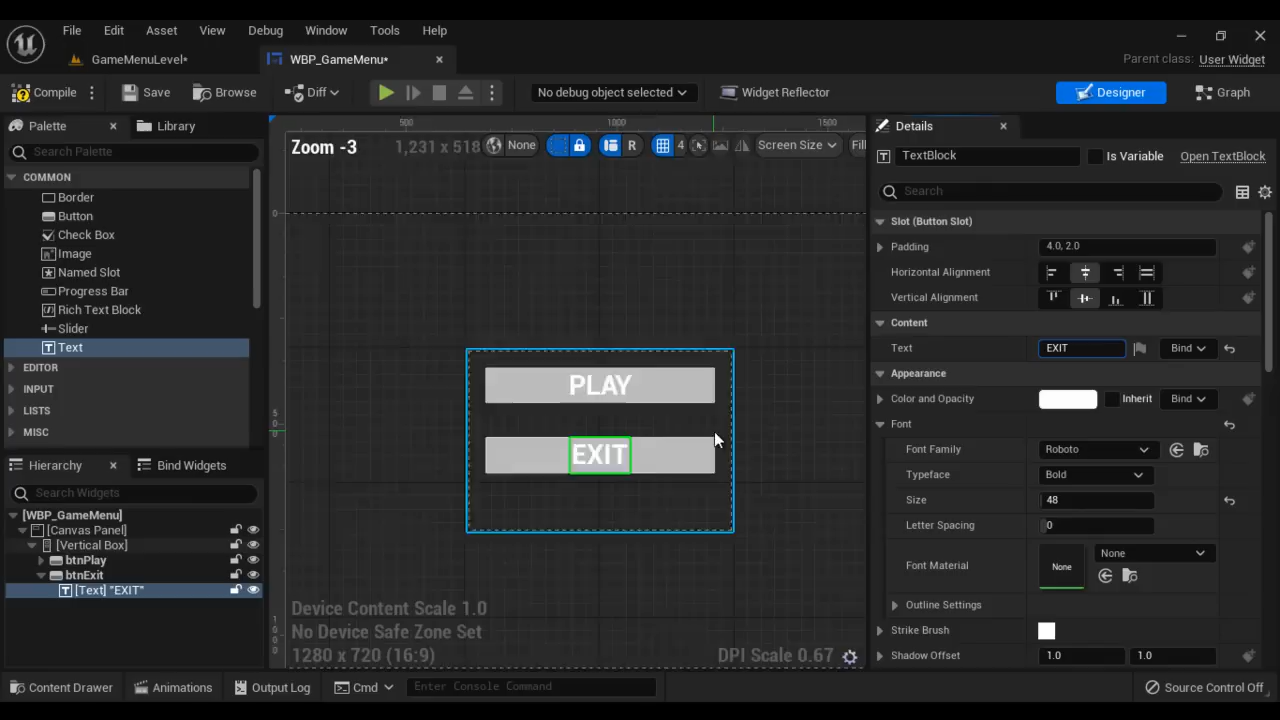 File Edit Asset View Window Debug Tools Help
GameMenuLevel*
WBP_GameMenu*
Parent class: User Widget
Compile
Save
Browse
Diff
No debug object selected
Widget Reflector
Designer
Graph
Palette
Library
Search Palette
COMMON
Border
Button
Check Box
Image
Named Slot
Progress Bar
Rich Text Block
Slider
Text
EDITOR
INPUT
LISTS
MISC
Hierarchy
Bind Widgets
Search Widgets
[WBP_GameMenu]
[Canvas Panel]
[Vertical Box]
btnPlay
btnExit
[Text] "EXIT"
500 1000 1500
Zoom -3
1,231 x 518
None
R
4
Screen Size
Fill
0
5
0
0
PLAY
EXIT
1
0
0
0
Device Content Scale 1.0
No Device Safe Zone Set
1280 x 720 (16:9)
DPI Scale 0.67
Details
TextBlock
Is Variable
Open TextBlock
Search
Slot (Button Slot)
Padding 4.0, 2.0
Horizontal Alignment
Vertical Alignment
Content
Text EXIT Bind
Appearance
Color and Opacity Inherit Bind
Font
Font Family Roboto
Typeface Bold
Size 48
Letter Spacing 0
Font Material None None
Outline Settings
Strike Brush
Shadow Offset 1.0 1.0
Content Drawer
Animations
Output Log
Cmd
Enter Console Command
Source Control Off